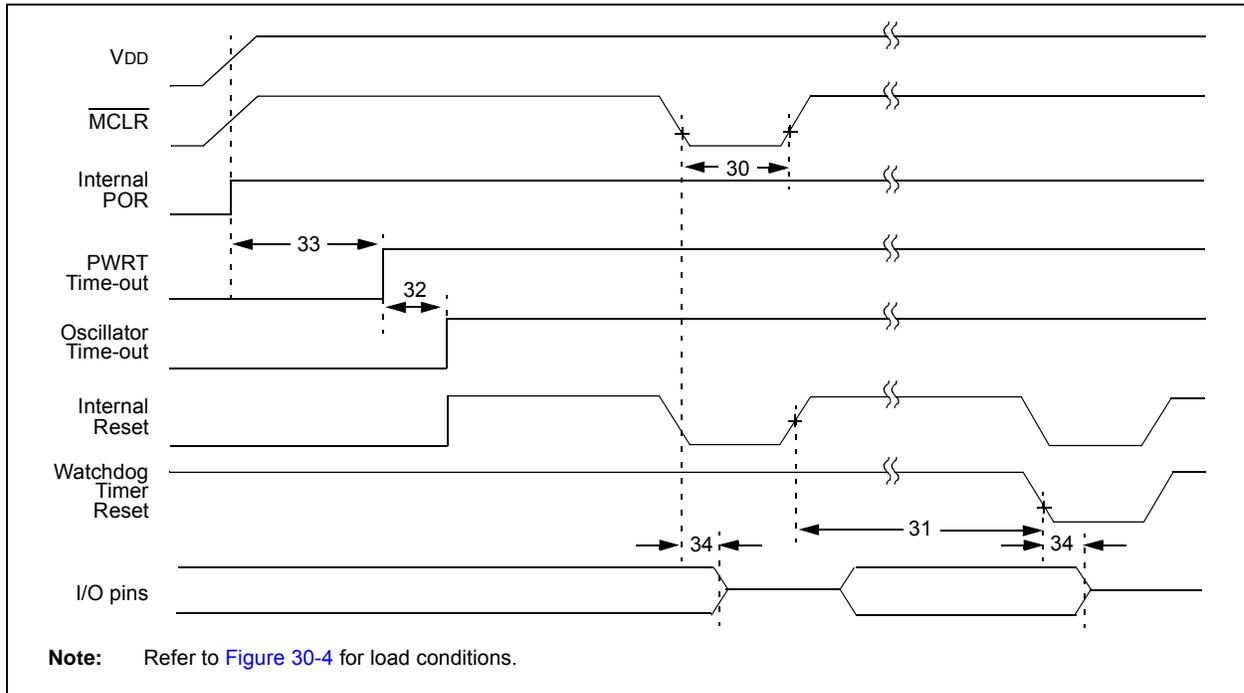 VDD
MCLR
30
Internal
POR
33
PWRT
Time-out
32
Oscillator
Time-out
Internal
Reset
Watchdog
Timer
Reset
31
34
34
I/O pins
Note: Refer to Figure 30-4 for load conditions.